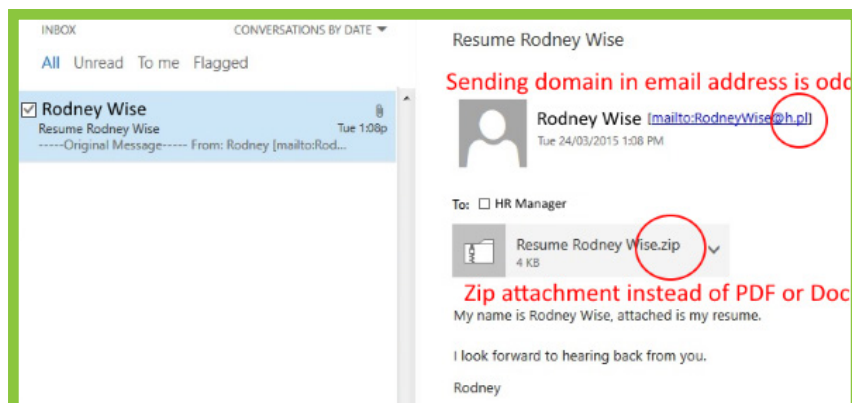 INBOX
CONVERSATIONS BY DATE
All Unread To me Flagged
Rodney Wise
Resume Rodney Wise Tue 1:08p
-----Original Message----- From: Rodney [mailto:Rod...
Resume Rodney Wise
Sending domain in email address is odd
Rodney Wise [mailto:RodneyWise@h.pl]
Tue 24/03/2015 1:08 PM
To: HR Manager
Resume Rodney Wise.zip
4 KB
Zip attachment instead of PDF or Doc
My name is Rodney Wise, attached is my resume.
I look forward to hearing back from you.
Rodney